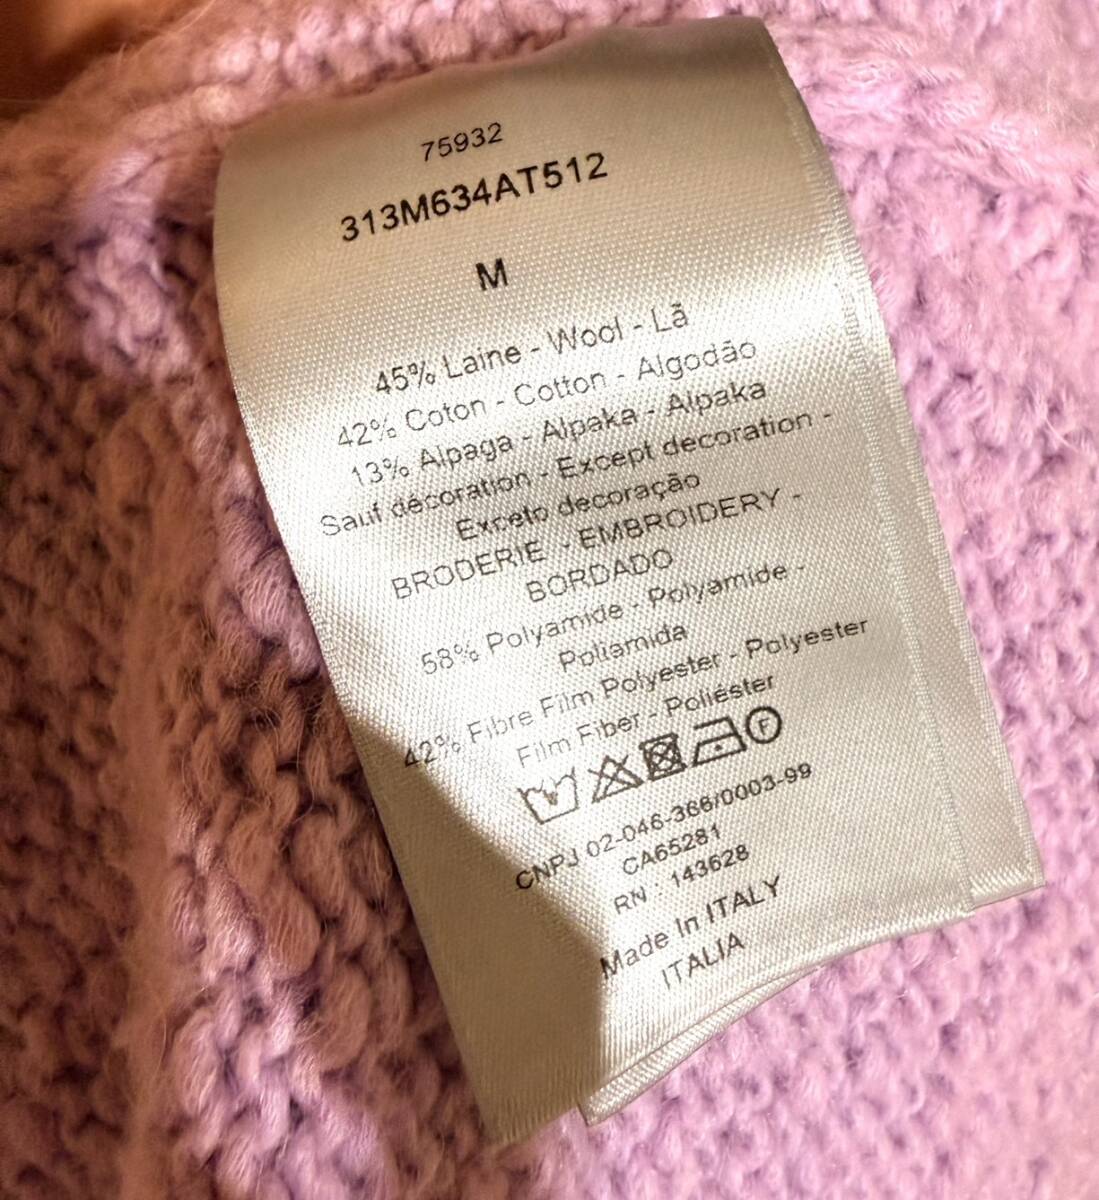 75932
313M634AT512
M
45% Laine - Wool - Lã
42% Coton - Cotton - Algodão
13% Alpaga - Alpaka - Alpaka
Sauf décoration - Except decoration -
Exceto decoração
BRODERIE - EMBROIDERY -
BORDADO
58% Polyamide - Polyamide -
Poliamida
42% Fibre Film Polyester - Polyester
Film Fiber - Poliéster
F
CNPJ 02-046-366/0003-99
CA65281
RN : 143628
Made In ITALY
ITALIA